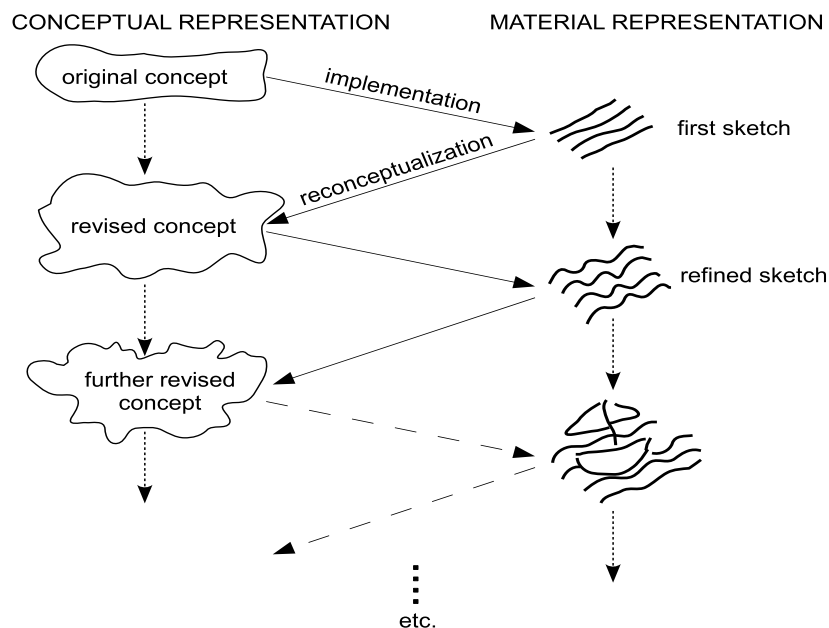 CONCEPTUAL REPRESENTATION
MATERIAL REPRESENTATION
original concept
implementation
first sketch
reconceptualization
revised concept
refined sketch
further revised
concept
etc.